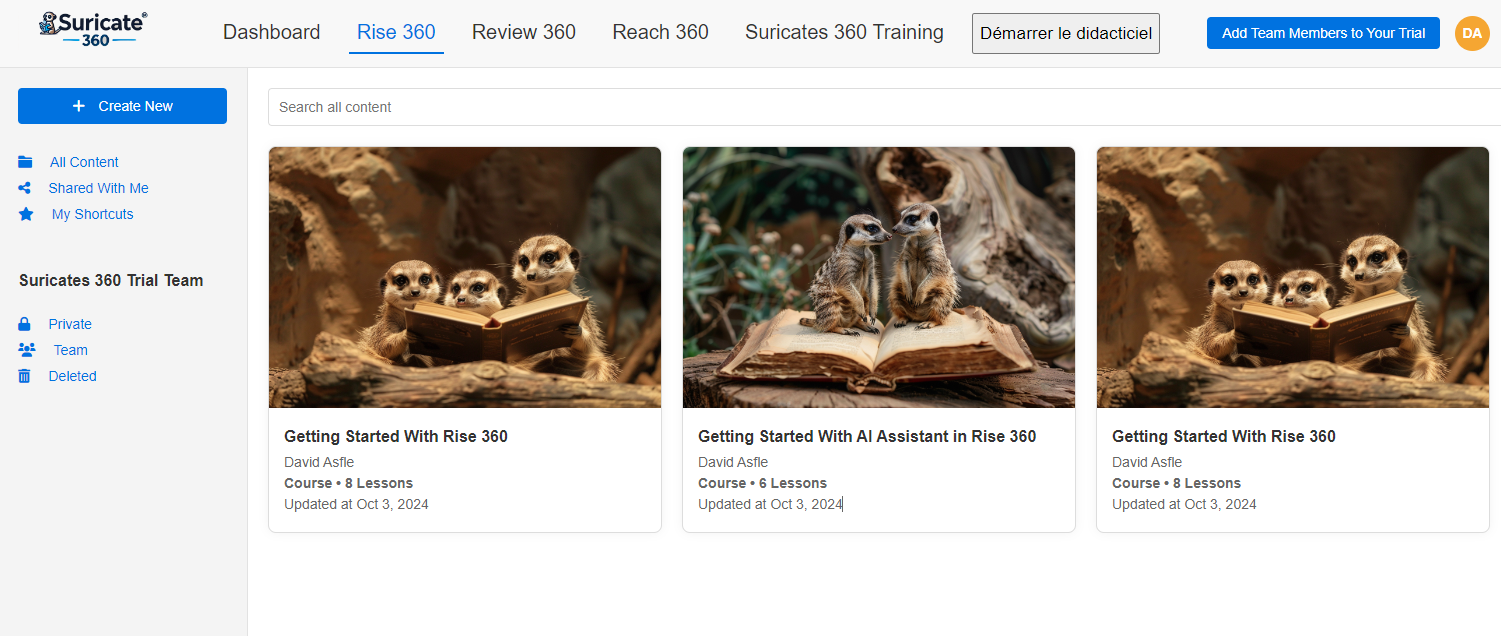 Suricate®
360
Dashboard
Rise 360
Review 360
Reach 360
Suricates 360 Training
Démarrer le didacticiel
Add Team Members to Your Trial
DA
Create New
All Content
Shared With Me
My Shortcuts
Suricates 360 Trial Team
Private
Team
Deleted
Search all content
Getting Started With Rise 360
David Asfle
Course • 8 Lessons
Updated at Oct 3, 2024
Getting Started With AI Assistant in Rise 360
David Asfle
Course • 6 Lessons
Updated at Oct 3, 2024
Getting Started With Rise 360
David Asfle
Course • 8 Lessons
Updated at Oct 3, 2024